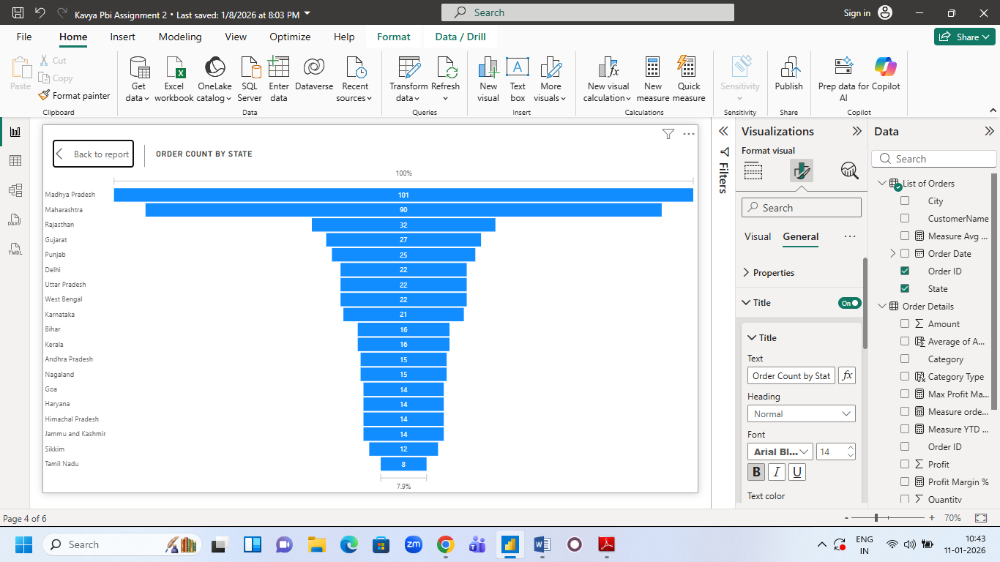 Kavya Pbi Assignment 2 • Last saved: 1/8/2026 at 8:03 PM
Search
Sign in
File Home Insert Modeling View Optimize Help Format Data / Drill
Share
Paste
Cut
Copy
Format painter
Clipboard
Get data
Excel workbook
OneLake catalog
SQL Server
Enter data
Dataverse
Recent sources
Data
Transform data
Refresh
Queries
New visual
Text box
More visuals
Insert
New visual calculation
New measure
Quick measure
Calculations
Sensitivity
Sensitivity
Publish
Share
Prep data for AI
Copilot
Copilot
Back to report
ORDER COUNT BY STATE
100%
Madhya Pradesh 101
Maharashtra 90
Rajasthan 32
Gujarat 27
Punjab 25
Delhi 22
Uttar Pradesh 22
West Bengal 22
Karnataka 21
Bihar 16
Kerala 16
Andhra Pradesh 15
Nagaland 15
Goa 14
Haryana 14
Himachal Pradesh 14
Jammu and Kashmir 14
Sikkim 12
Tamil Nadu 8
7.9%
Filters
Visualizations
Format visual
Search
Visual General ...
Properties
Title On
Title
Text
Order Count by Stat
fx
Heading
Normal
Font
Arial Bl... 14
B I U
Text color
Data
Search
List of Orders
City
CustomerName
Measure Avg ...
Order Date
Order ID
State
Order Details
Amount
Average of A...
Category
Category Type
Max Profit Ma...
Measure orde...
Measure YTD ...
Order ID
Profit
Profit Margin %
Quantity
DAX
TMDL
Page 4 of 6
- + 70%
Search
zm
ENG
IN
10:43
11-01-2026